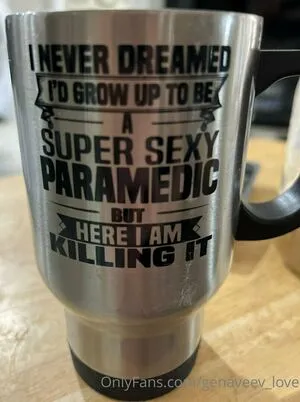 I NEVER DREAMED
I'D GROW UP TO BE
A
SUPER SEXY
PARAMEDIC
BUT
HERE I AM
KILLING IT
OnlyFans.com/genaveev_love